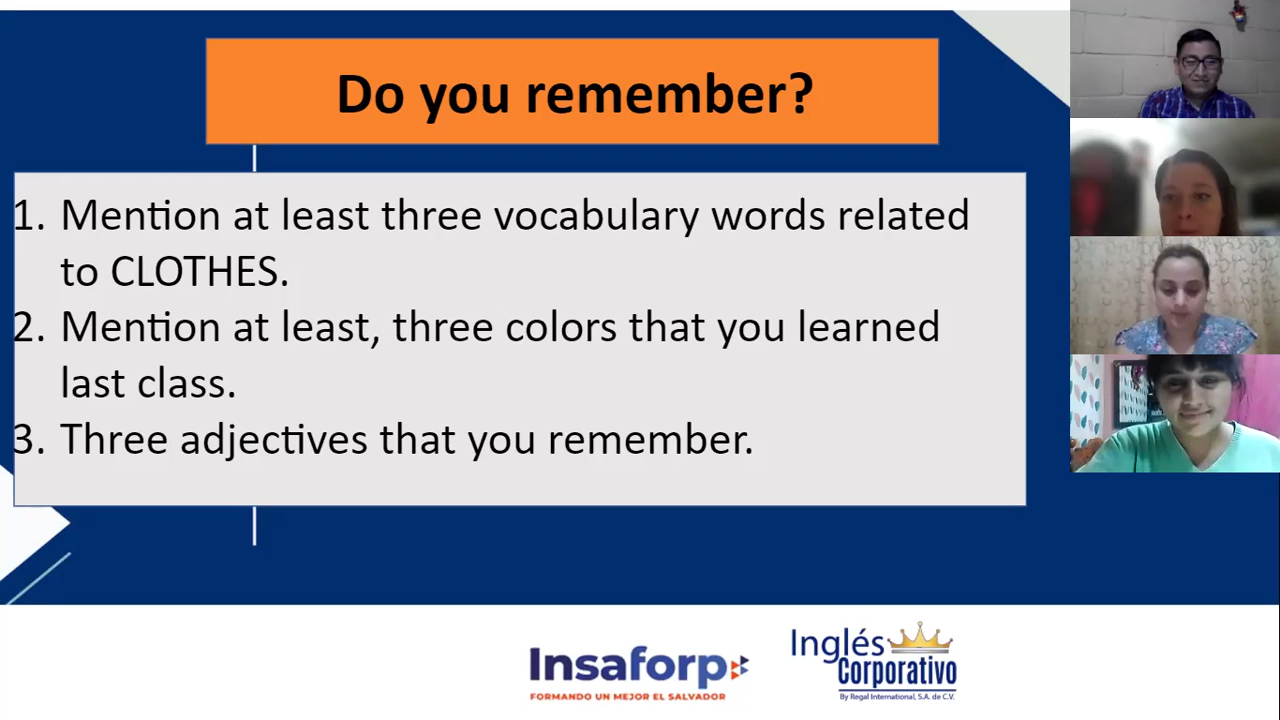 Do you remember?
1. Mention at least three vocabulary words related
to CLOTHES.
2. Mention at least, three colors that you learned
last class.
3. Three adjectives that you remember.
Insaforp
FORMANDO UN MEJOR EL SALVADOR
Inglés
Corporativo
By Regal International, S.A. de C.V.